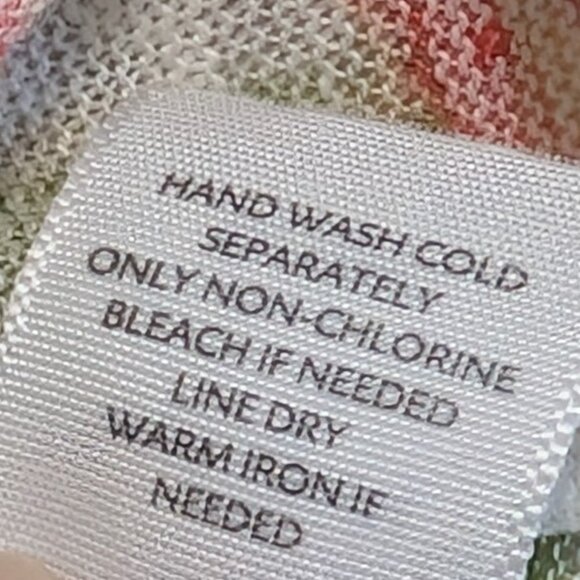 HAND WASH COLD
SEPARATELY
ONLY NON-CHLORINE
BLEACH IF NEEDED
LINE DRY
WARM IRON IF
NEEDED